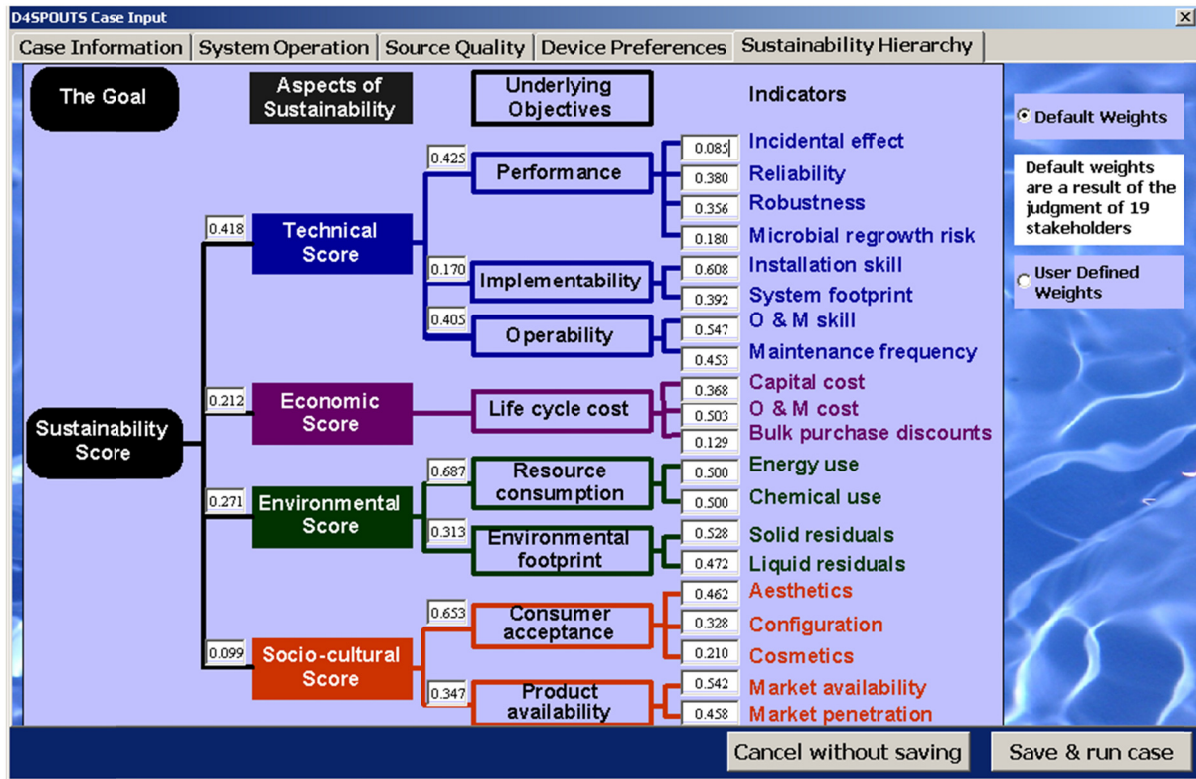 D4SPOUTS Case Input
X
Case Information
System Operation
Source Quality
Device Preferences
Sustainability Hierarchy
The Goal
Aspects of
Sustainability
Underlying
Objectives
Indicators
Default Weights
Default weights
are a result of the
judgment of 19
stakeholders
User Defined
Weights
Sustainability
Score
0.418
Technical
Score
0.425
Performance
0.085
Incidental effect
0.380
Reliability
0.356
Robustness
0.180
Microbial regrowth risk
0.170
Implementability
0.608
Installation skill
0.392
System footprint
0.405
Operability
0.547
O & M skill
0.453
Maintenance frequency
0.212
Economic
Score
Life cycle cost
0.368
Capital cost
0.503
O & M cost
0.129
Bulk purchase discounts
0.271
Environmental
Score
0.687
Resource
consumption
0.500
Energy use
0.500
Chemical use
0.313
Environmental
footprint
0.528
Solid residuals
0.472
Liquid residuals
0.099
Socio-cultural
Score
0.653
Consumer
acceptance
0.462
Aesthetics
0.328
Configuration
0.210
Cosmetics
0.347
Product
availability
0.542
Market availability
0.458
Market penetration
Cancel without saving
Save & run case